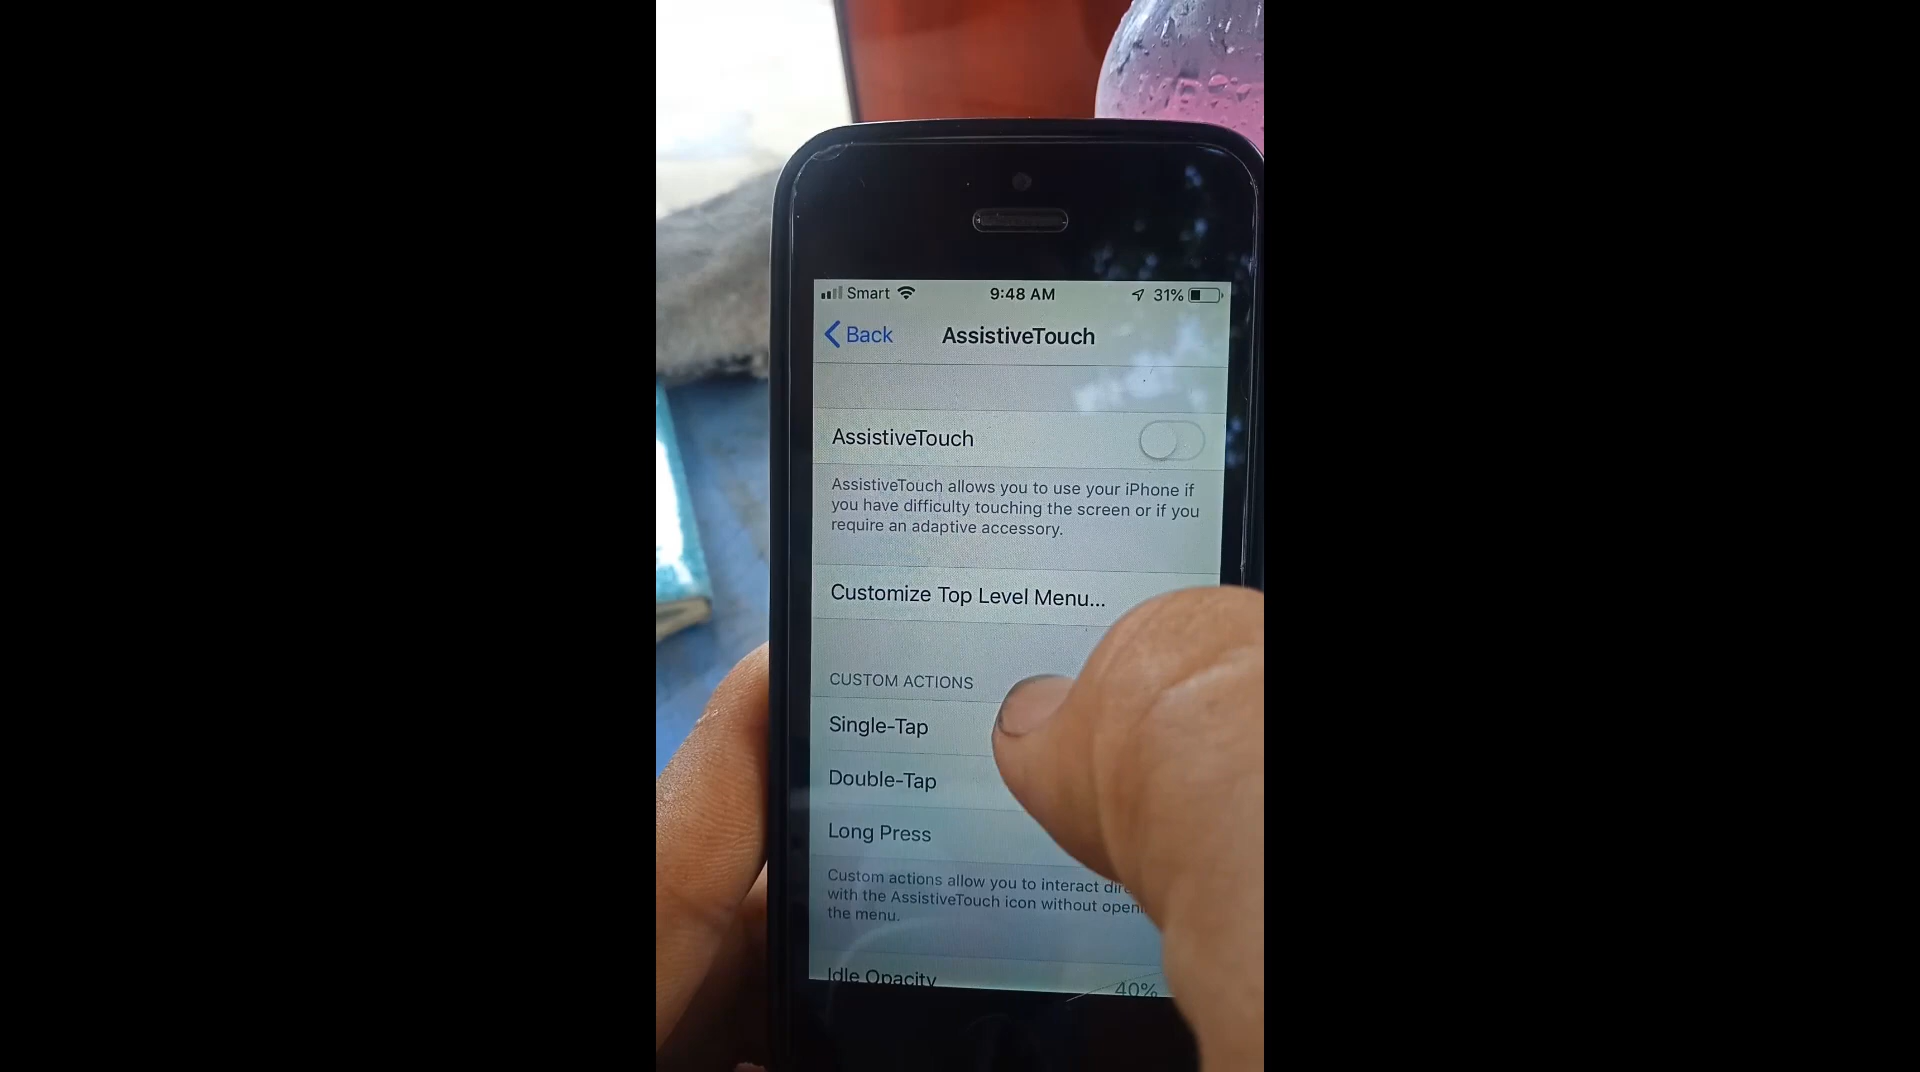 Smart 9:48 AM 31%
Back AssistiveTouch
AssistiveTouch
AssistiveTouch allows you to use your iPhone if
you have difficulty touching the screen or if you
require an adaptive accessory.
Customize Top Level Menu...
CUSTOM ACTIONS
Single-Tap
Double-Tap
Long Press
Custom actions allow you to interact
with the AssistiveTouch icon without
the menu.
Idle Opacity 40%